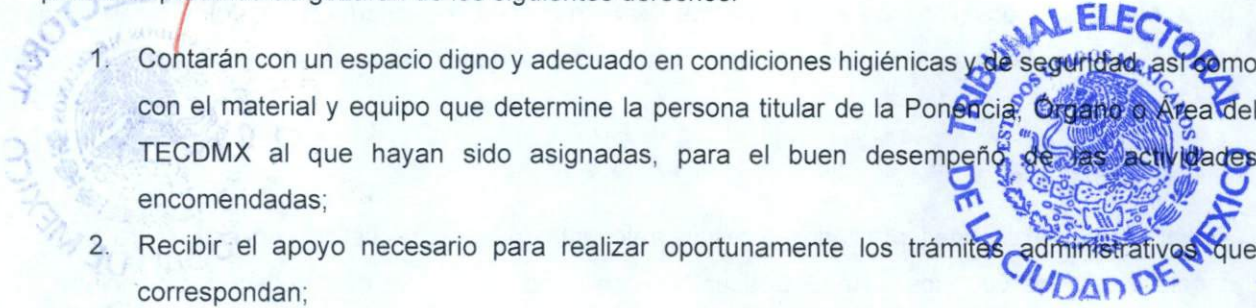 1. Contarán con un espacio digno y adecuado en condiciones higiénicas y de seguridad, así como
con el material y equipo que determine la persona titular de la Ponencia, Órgano o Área del
TECDMX al que hayan sido asignadas, para el buen desempeño de las actividades
encomendadas;
2. Recibir el apoyo necesario para realizar oportunamente los trámites administrativos que
correspondan;
TRIBUNAL ELECTORAL
DE LA CIUDAD DE MÉXICO
ESTADOS UNIDOS MEXICANOS